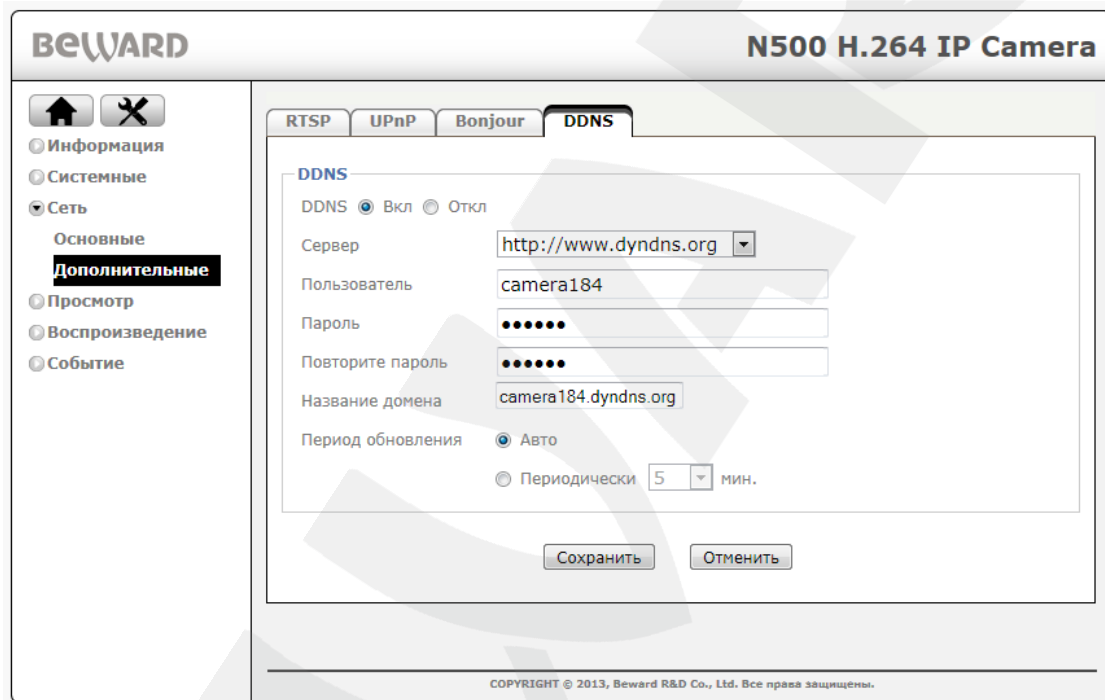 BEWARD
N500 H.264 IP Camera
Информация
Системные
Сеть
Основные
Дополнительные
Просмотр
Воспроизведение
Событие
RTSP UPnP Bonjour DDNS
DDNS
DDNS Вкл Откл
Сервер http://www.dyndns.org
Пользователь camera184
Пароль ••••••
Повторите пароль ••••••
Название домена camera184.dyndns.org
Период обновления Авто
Периодически 5 мин.
Сохранить Отменить
COPYRIGHT © 2013, Beward R&D Co., Ltd. Все права защищены.